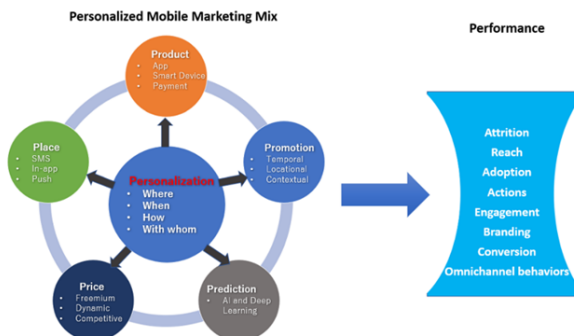 Personalized Mobile Marketing Mix
Performance
Product
• App
• Smart Device
• Payment
Place
• SMS
• In-app
• Push
Promotion
• Temporal
• Locational
• Contextual
Personalization
• Where
• When
• How
• With whom
Price
• Freemium
• Dynamic
• Competitive
Prediction
• AI and Deep
Learning
Attrition
Reach
Adoption
Actions
Engagement
Branding
Conversion
Omnichannel behaviors